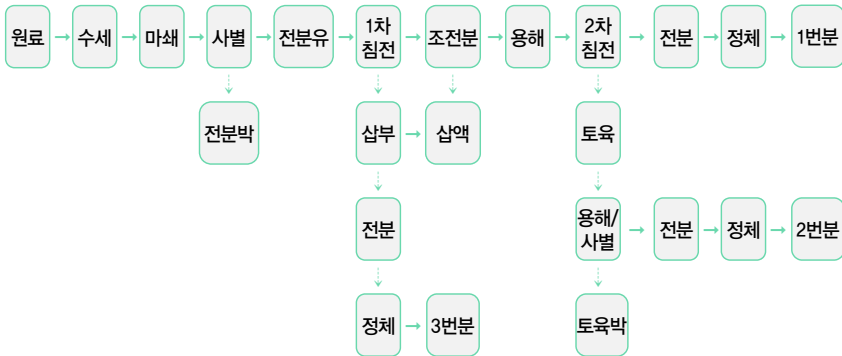 원료 → 수세 → 마쇄 → 사별 → 전분유 → 1차 침전 → 조전분 → 용해 → 2차 침전 → 전분 → 정체 → 1번분
전분박 삽부 → 삽액 토육
전분 용해/사별 → 전분 → 정체 → 2번분
정체 → 3번분 토육박